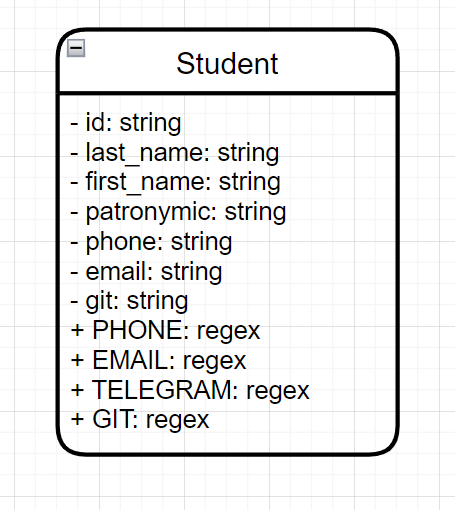 Student
- id: string
- last_name: string
- first_name: string
- patronymic: string
- phone: string
- email: string
- git: string
+ PHONE: regex
+ EMAIL: regex
+ TELEGRAM: regex
+ GIT: regex